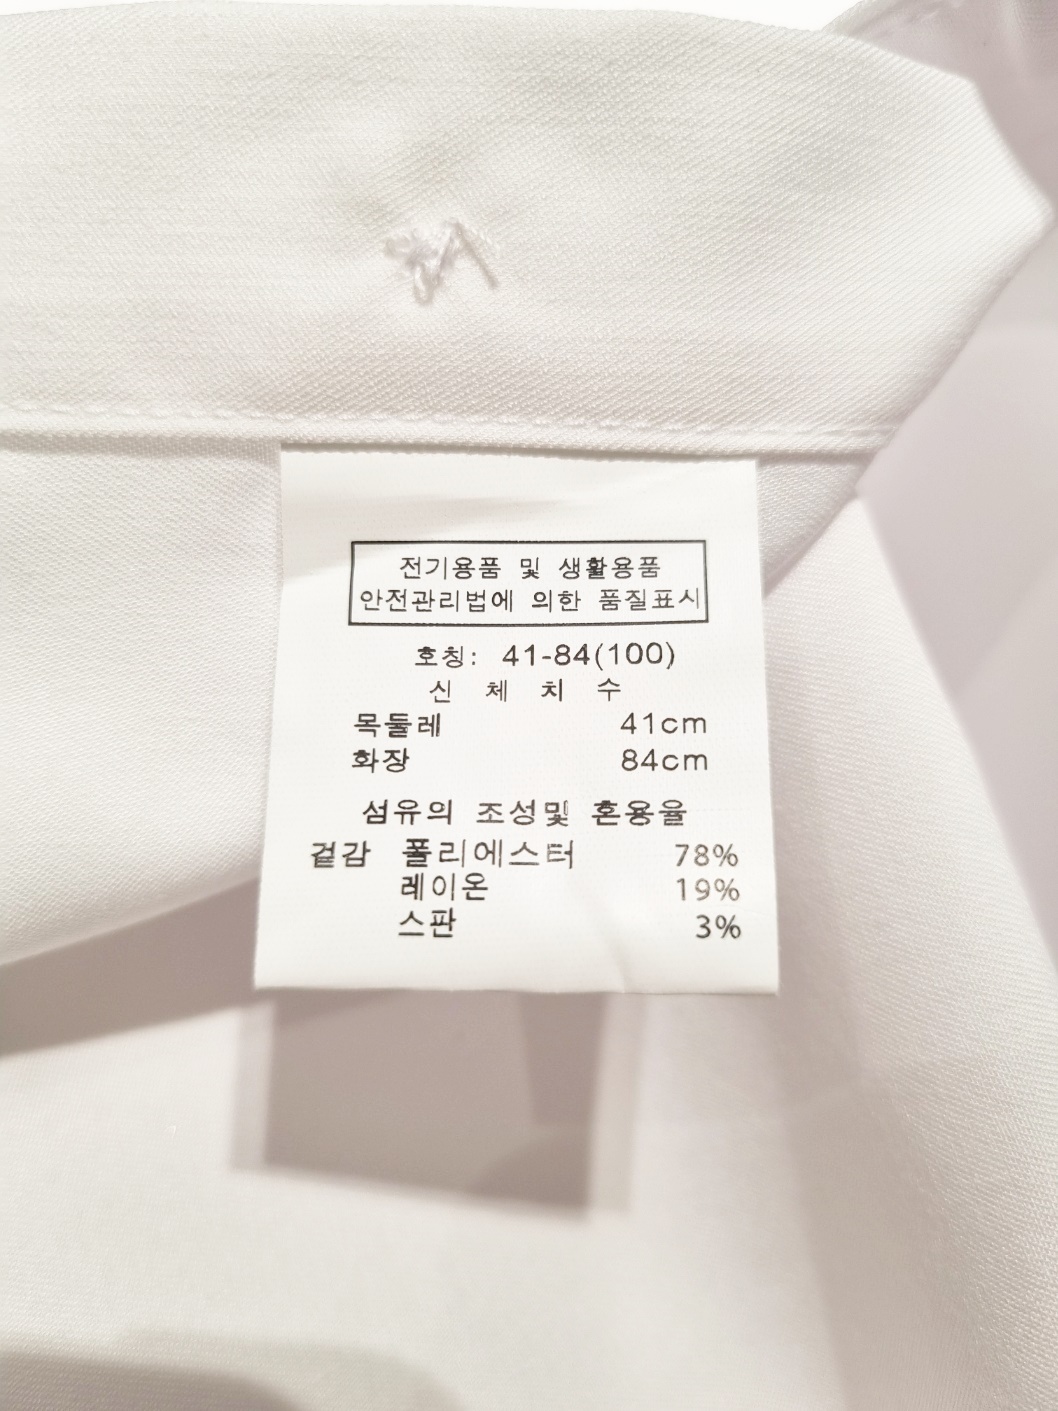 전기용품 및 생활용품
안전관리법에 의한 품질표시
호칭: 41-84(100)
신 체 치 수
목둘레 41cm
화장 84cm
섬유의 조성및 혼용율
겉감 폴리에스터 78%
레이온 19%
스판 3%